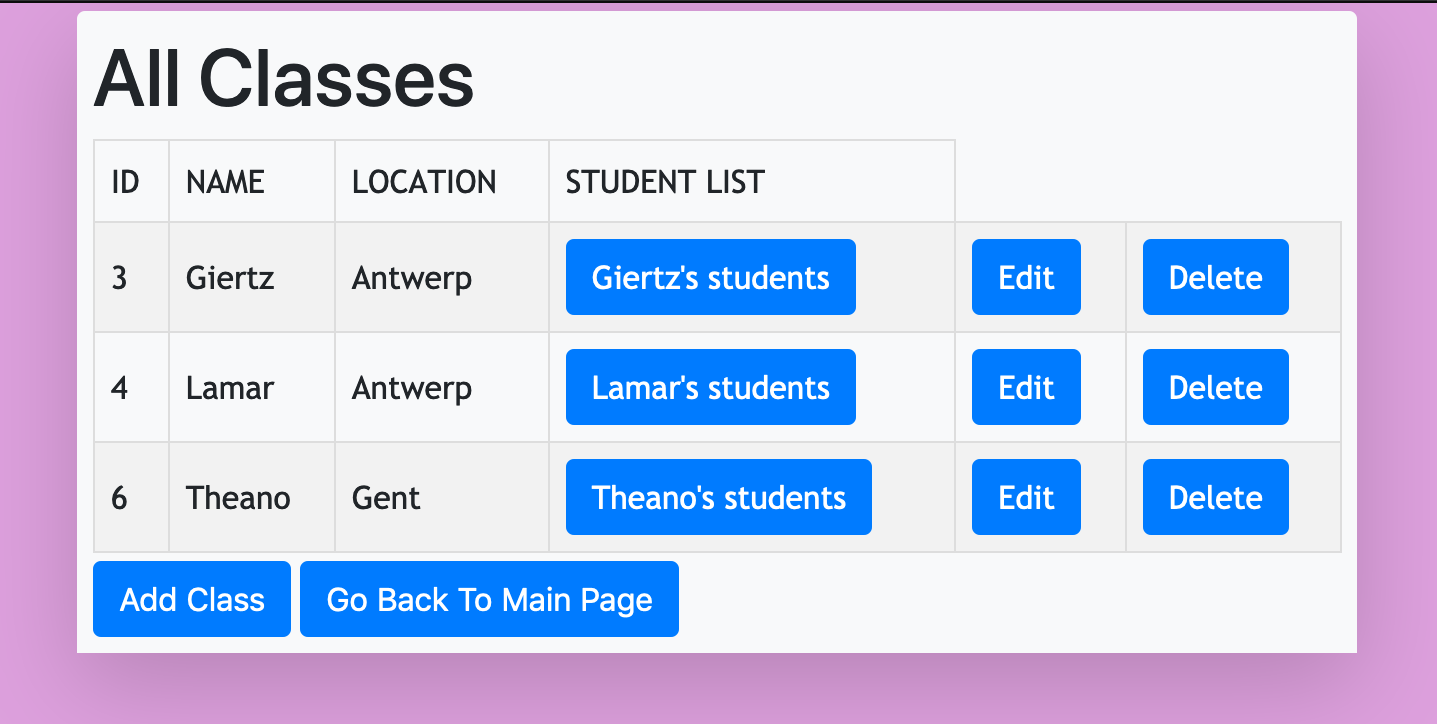 All Classes
ID NAME LOCATION STUDENT LIST
3 Giertz Antwerp Giertz's students Edit Delete
4 Lamar Antwerp Lamar's students Edit Delete
6 Theano Gent Theano's students Edit Delete
Add Class Go Back To Main Page